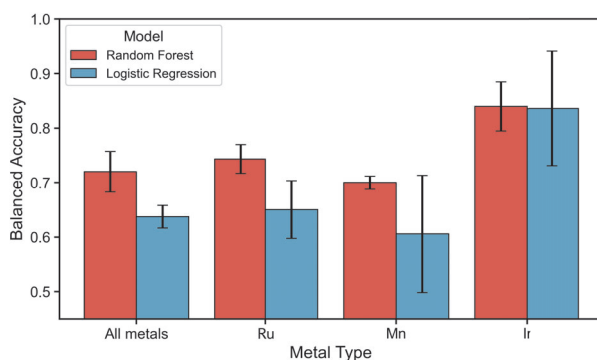 1.0
0.9
0.8
0.7
0.6
0.5
Balanced Accuracy
Model
Random Forest
Logistic Regression
All metals
Ru
Mn
Ir
Metal Type